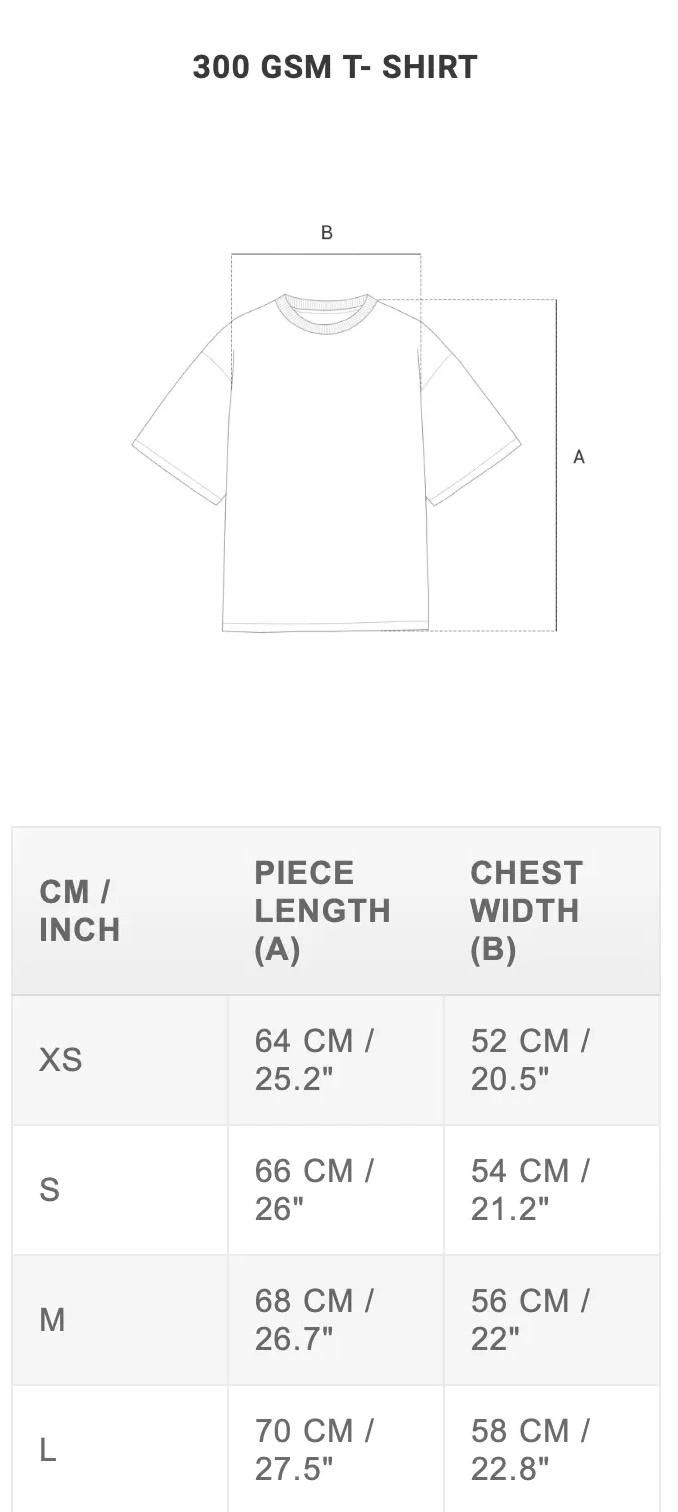 300 GSM T- SHIRT
B
A
CM /
INCH
PIECE
LENGTH
(A)
CHEST
WIDTH
(B)
XS
64 CM /
25.2"
52 CM /
20.5"
S
66 CM /
26"
54 CM /
21.2"
M
68 CM /
26.7"
56 CM /
22"
L
70 CM /
27.5"
58 CM /
22.8"